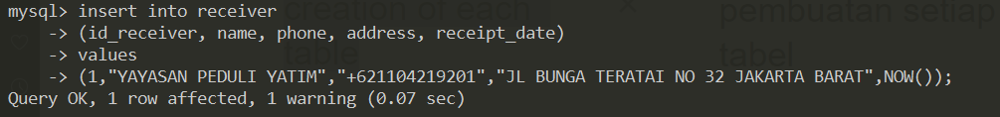 creation of each
pembuatan setiap
mysql> insert into receiver
-> (id_receiver, name, phone, address, receipt_date)
table
tabel
-> values
-> (1,"YAYASAN PEDULI YATIM","+621104219201","JL BUNGA TERATAI NO 32 JAKARTA BARAT",NOW());
Query OK, 1 row affected, 1 warning (0.07 sec)